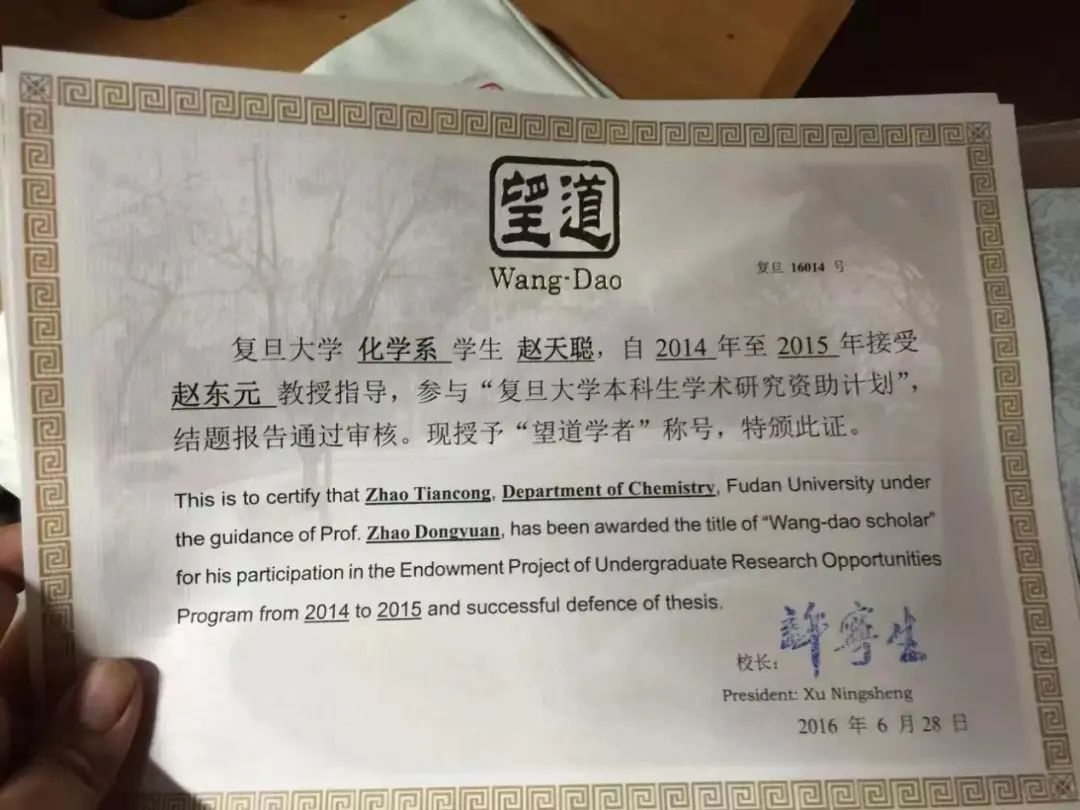 望道
Wang·Dao
复旦 16014 号
复旦大学 化学系 学生 赵天聪，自 2014 年至 2015 年接受
赵东元 教授指导，参与“复旦大学本科生学术研究资助计划”，
结题报告通过审核。现授予“望道学者”称号，特颁此证。
This is to certify that Zhao Tiancong, Department of Chemistry, Fudan University under
the guidance of Prof. Zhao Dongyuan, has been awarded the title of “Wang-dao scholar”
for his participation in the Endowment Project of Undergraduate Research Opportunities
Program from 2014 to 2015 and successful defence of thesis.
校长：许宁生
President: Xu Ningsheng
2016 年 6 月 28 日